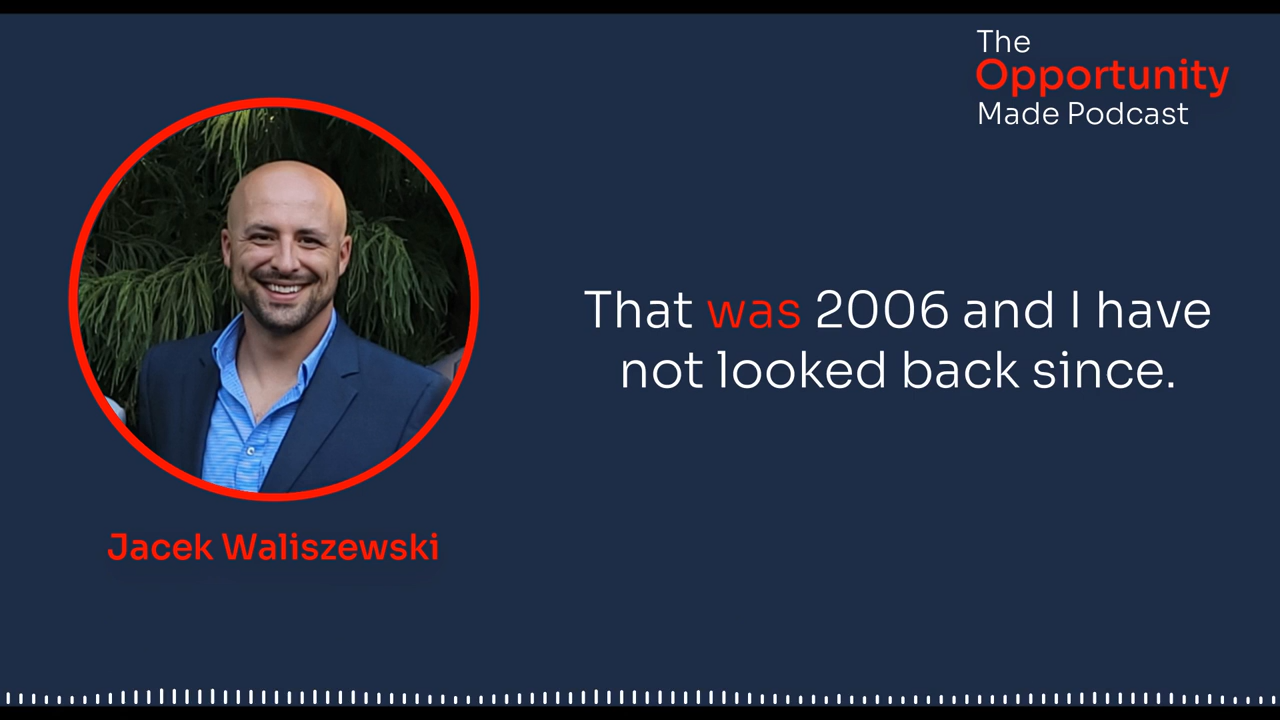 The
Opportunity
Made Podcast
That was 2006 and I have
not looked back since.
Jacek Waliszewski